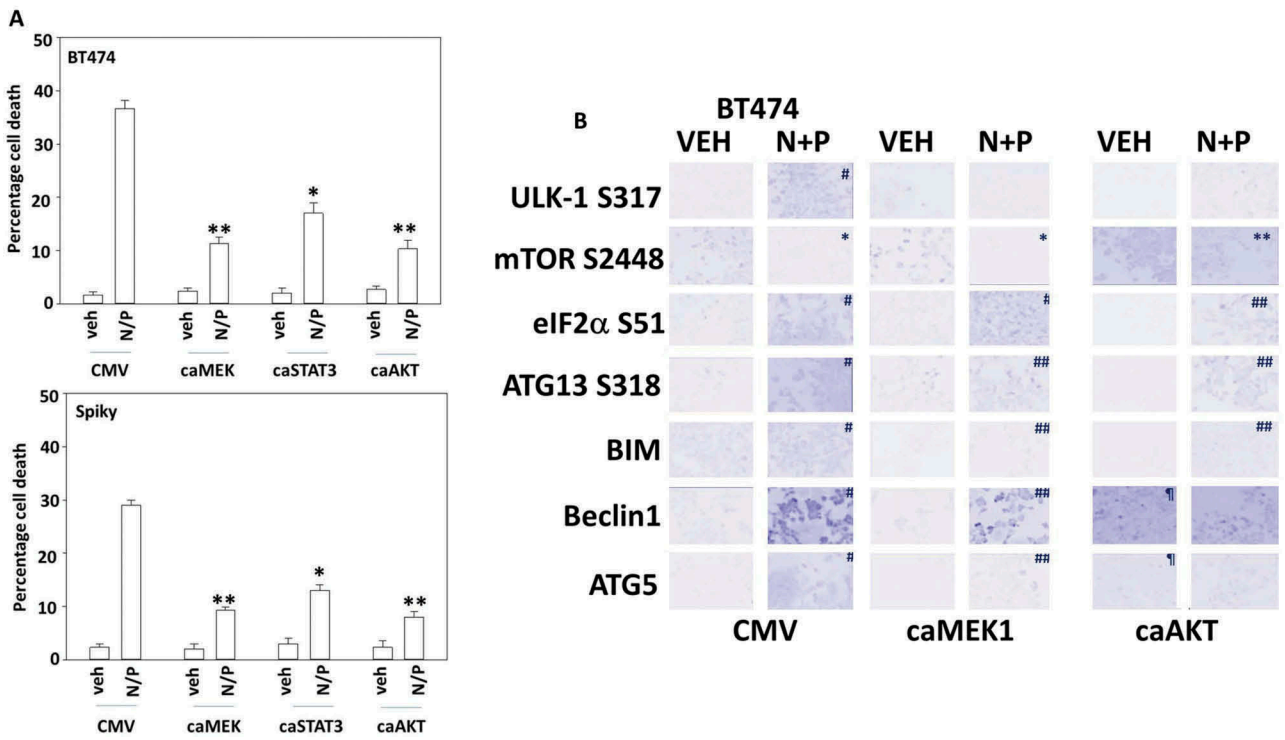 A
50
40
30
20
10
0
Percentage cell death
BT474
**
*
**
veh
N/P
veh
N/P
veh
N/P
veh
N/P
CMV
caMEK
caSTAT3
caAKT
50
40
30
20
10
0
Percentage cell death
Spiky
**
*
**
veh
N/P
veh
N/P
veh
N/P
veh
N/P
CMV
caMEK
caSTAT3
caAKT
B
BT474
VEH N+P VEH N+P VEH N+P
ULK-1 S317 #
mTOR S2448 * * **
eIF2α S51 # # ##
ATG13 S318 # ## ##
BIM # ## ##
Beclin1 # ## ¶
ATG5 # ## ¶
CMV caMEK1 caAKT